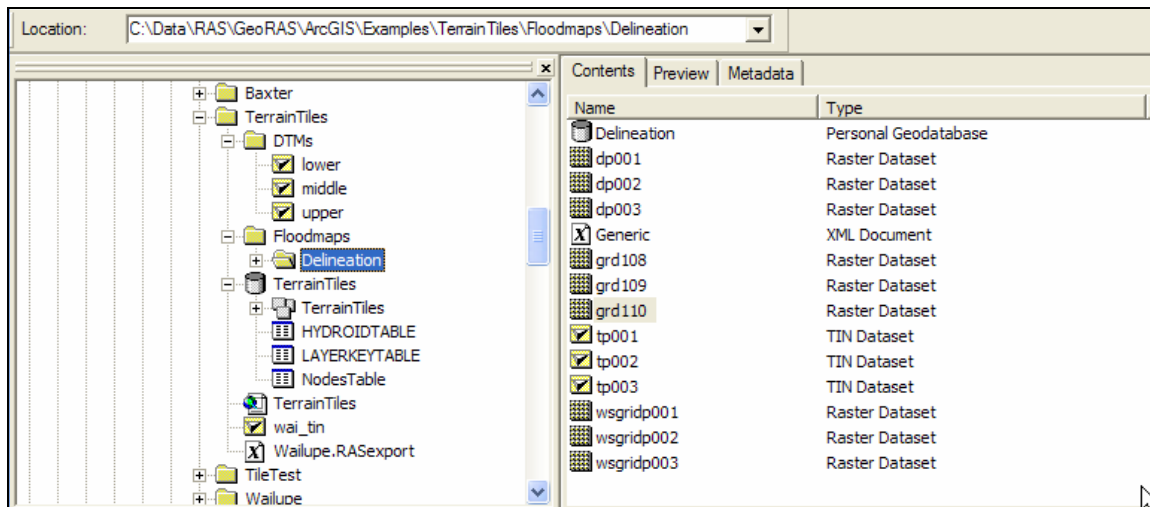 Location: C:\Data\RAS\GeoRAS\ArcGIS\Examples\TerrainTiles\Floodmaps\Delineation
Baxter
TerrainTiles
DTMs
lower
middle
upper
Floodmaps
Delineation
TerrainTiles
TerrainTiles
HYDROIDTABLE
LAYERKEYTABLE
NodesTable
TerrainTiles
wai_tin
Wailupe.RASexport
TileTest
Wailupe
Contents Preview Metadata
Name Type
Delineation Personal Geodatabase
dp001 Raster Dataset
dp002 Raster Dataset
dp003 Raster Dataset
Generic XML Document
grd108 Raster Dataset
grd109 Raster Dataset
grd110 Raster Dataset
tp001 TIN Dataset
tp002 TIN Dataset
tp003 TIN Dataset
wsgridp001 Raster Dataset
wsgridp002 Raster Dataset
wsgridp003 Raster Dataset